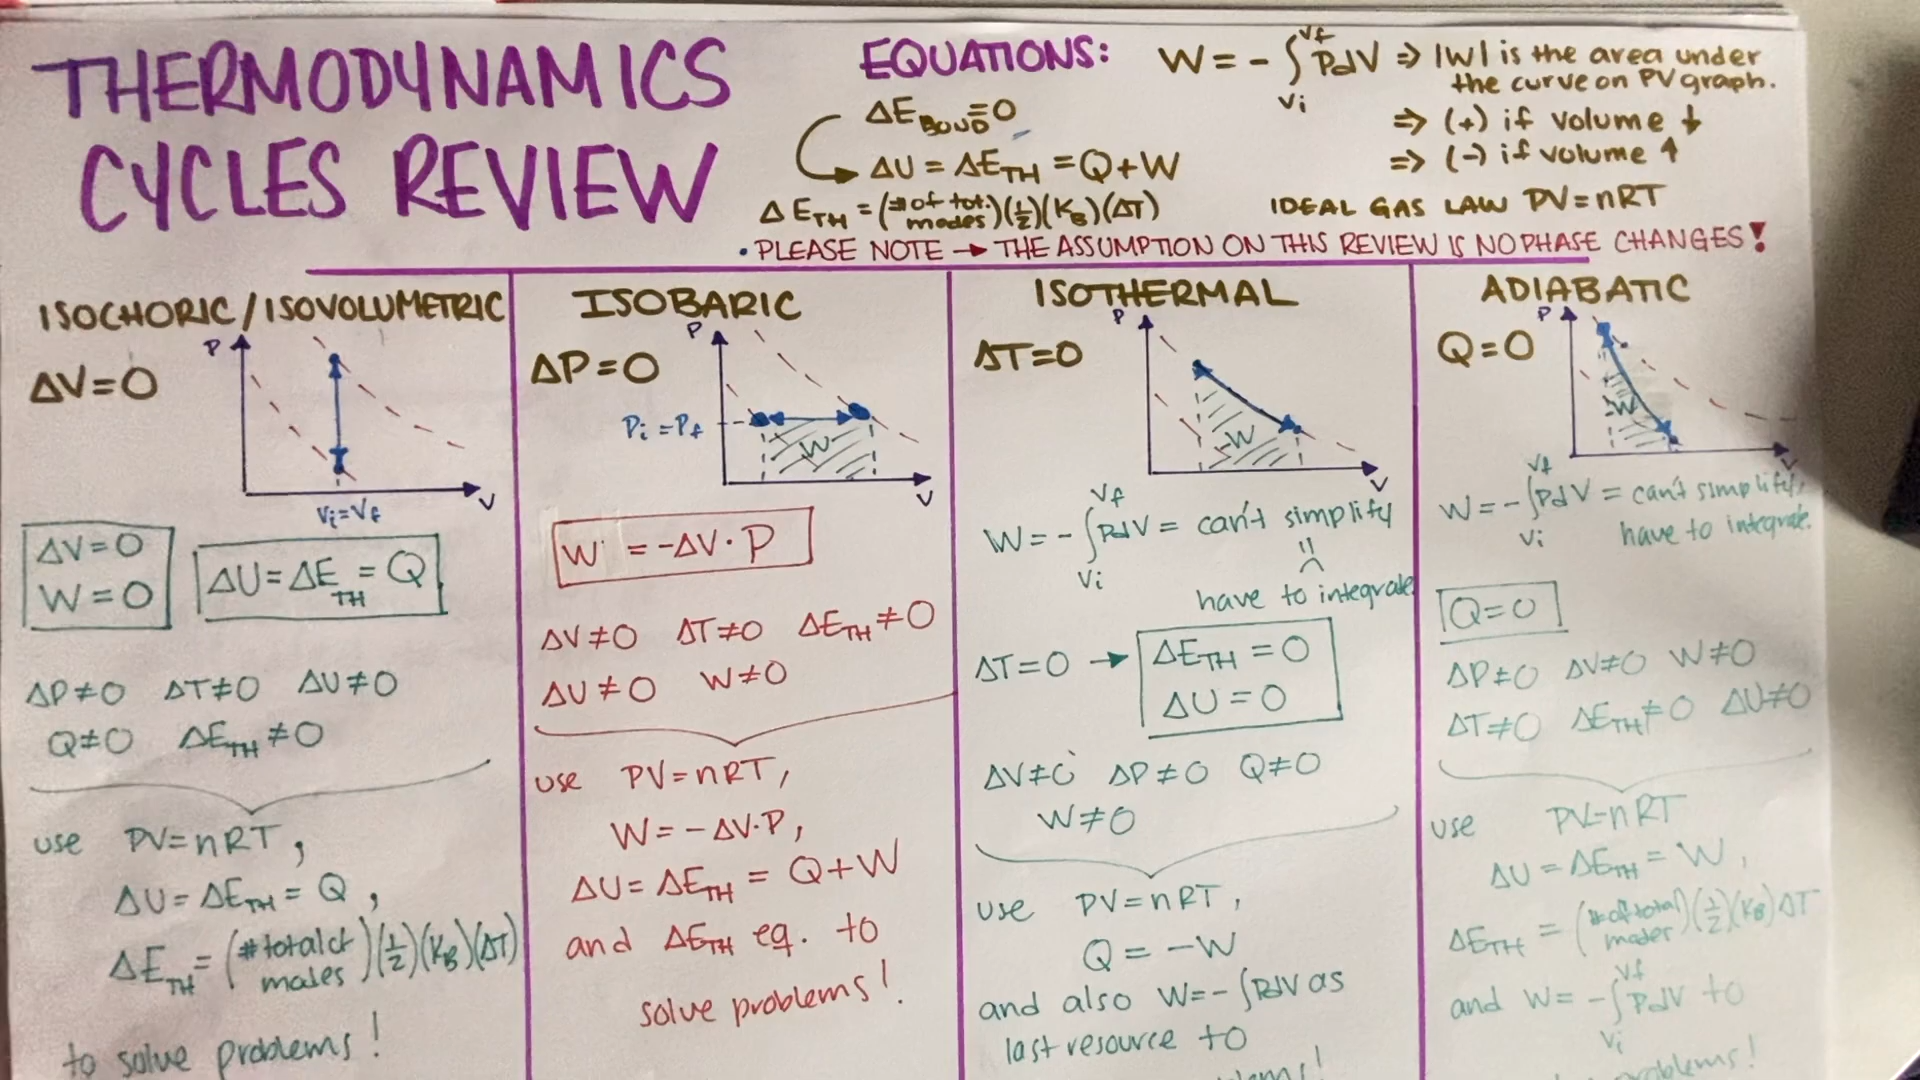 THERMODYNAMICS
CYCLES REVIEW
EQUATIONS:
ΔE_BOND = 0
ΔU = ΔE_TH = Q + W
ΔE_TH = (# of tot. modes)(1/2)(K_B)(ΔT)
W = - ∫_Vi^Vf PdV ⇒ |W| is the area under
the curve on PV graph.
⇒ (+) if volume ↓
⇒ (-) if volume ↑
IDEAL GAS LAW PV=nRT
• PLEASE NOTE → THE ASSUMPTION ON THIS REVIEW IS NO PHASE CHANGES!
ISOCHORIC/ISOVOLUMETRIC
ΔV=0
P
V
Vi=Vf
ΔV=0
W=0
ΔU=ΔE_TH = Q
ΔP≠0 ΔT≠0 ΔU≠0
Q≠0 ΔE_TH≠0
use PV=nRT,
ΔU=ΔE_TH = Q,
ΔE_TH = (# total of modes)(1/2)(K_B)(ΔT)
to solve problems!
ISOBARIC
ΔP=0
P
Pi = Pf
W
V
W = -ΔV·P
ΔV≠0 ΔT≠0 ΔE_TH≠0
ΔU≠0 W≠0
use PV=nRT,
W=-ΔV·P,
ΔU=ΔE_TH = Q+W
and ΔE_TH eq. to
solve problems!
ISOTHERMAL
ΔT=0
P
-W
V
W = - ∫_Vi^Vf PdV = can't simplify
have to integrate
ΔT=0 → ΔE_TH = 0
ΔU = 0
ΔV≠0 ΔP≠0 Q≠0
W≠0
use PV=nRT,
Q = -W
and also W=-∫PdV as
last resource to
ADIABATIC
Q=0
P
-W
V
W = - ∫_Vi^Vf PdV = can't simplify,
have to integrate.
Q=0
ΔP≠0 ΔV≠0 W≠0
ΔT≠0 ΔE_TH≠0 ΔU≠0
use PV=nRT
ΔU = ΔE_TH = W,
ΔE_TH = (# of total modes)(1/2)(K_B)ΔT
and W= - ∫_Vi^Vf PdV to
problems!